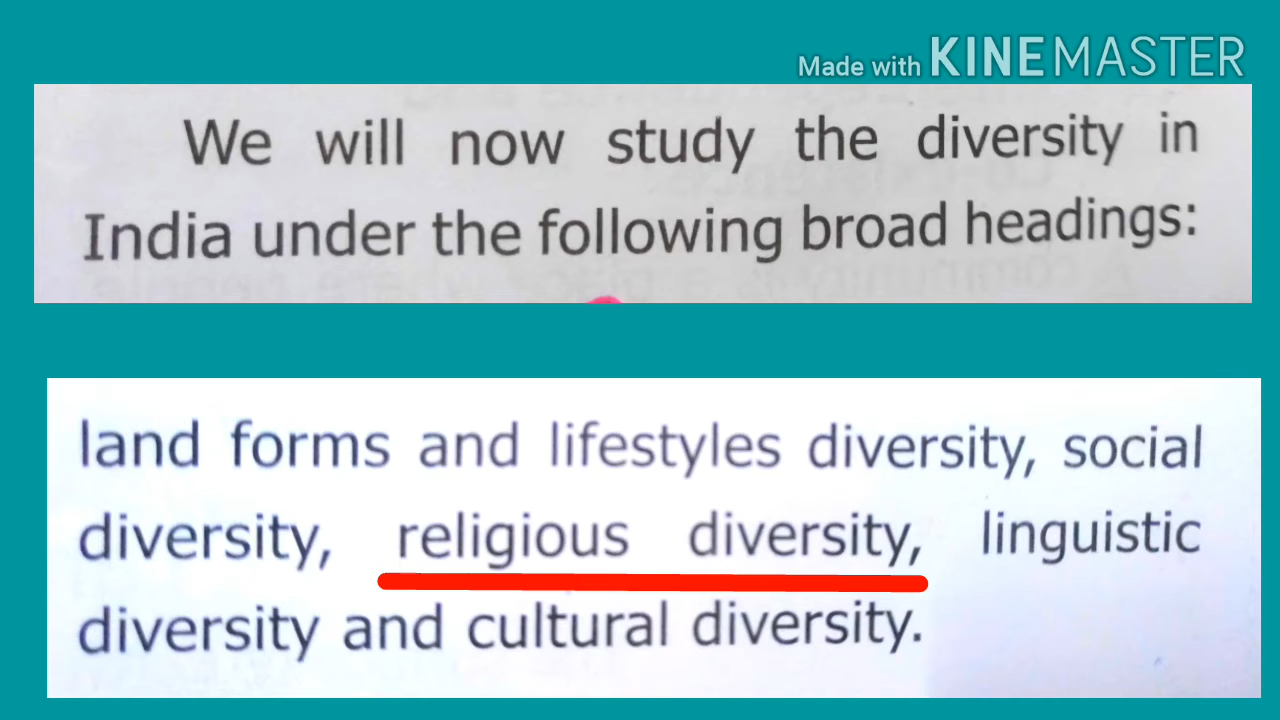 Made with KINEMASTER
We will now study the diversity in
India under the following broad headings:
land forms and lifestyles diversity, social
diversity, religious diversity, linguistic
diversity and cultural diversity.